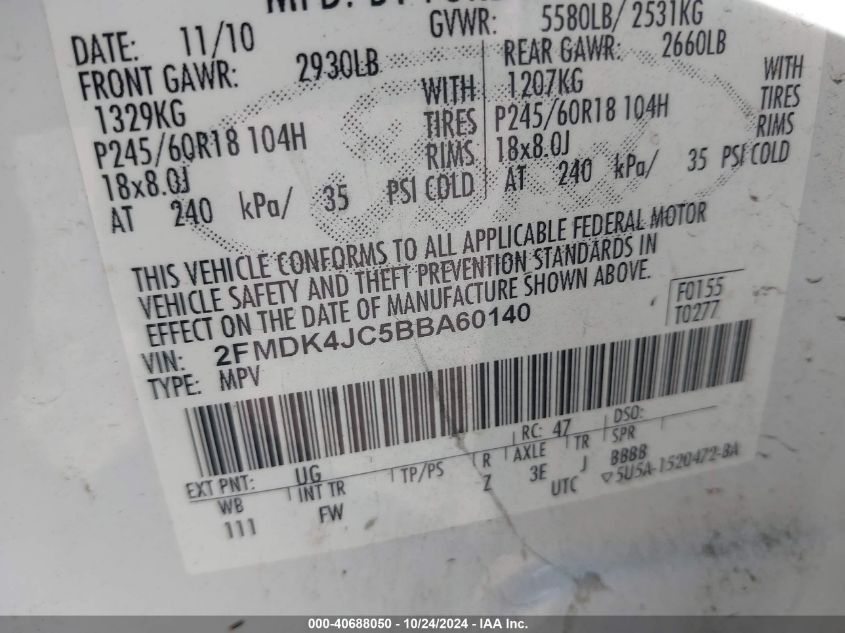 MFD. BY FORD
DATE: 11/10 GVWR: 5580LB/ 2531KG
FRONT GAWR: 2930LB REAR GAWR: 2660LB
1329KG WITH 1207KG WITH
P245/60R18 104H TIRES P245/60R18 104H TIRES
18x8.0J RIMS 18x8.0J RIMS
AT 240 kPa/ 35 PSI COLD AT 240 kPa/ 35 PSI COLD
THIS VEHICLE CONFORMS TO ALL APPLICABLE FEDERAL MOTOR
VEHICLE SAFETY AND THEFT PREVENTION STANDARDS IN
EFFECT ON THE DATE OF MANUFACTURE SHOWN ABOVE.
F0155
VIN: 2FMDK4JC5BBA60140 T0277
TYPE: MPV
EXT PNT: UG RC: 47 DSO:
WB INT TR TP/PS R AXLE TR SPR
111 FW Z 3E J BBBB
UTC ▽5U5A-1520472-BA
000-40688050 - 10/24/2024 - IAA Inc.